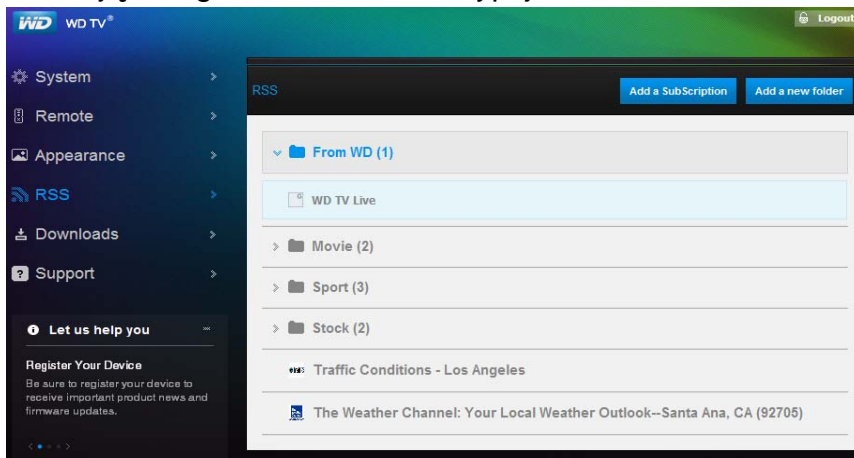 WD WD TV®
Logout
System
Remote
Appearance
RSS
Downloads
Support
Let us help you
Register Your Device
Be sure to register your device to
receive important product news and
firmware updates.
RSS
Add a SubScription
Add a new folder
From WD (1)
WD TV Live
Movie (2)
Sport (3)
Stock (2)
Traffic Conditions - Los Angeles
The Weather Channel: Your Local Weather Outlook--Santa Ana, CA (92705)